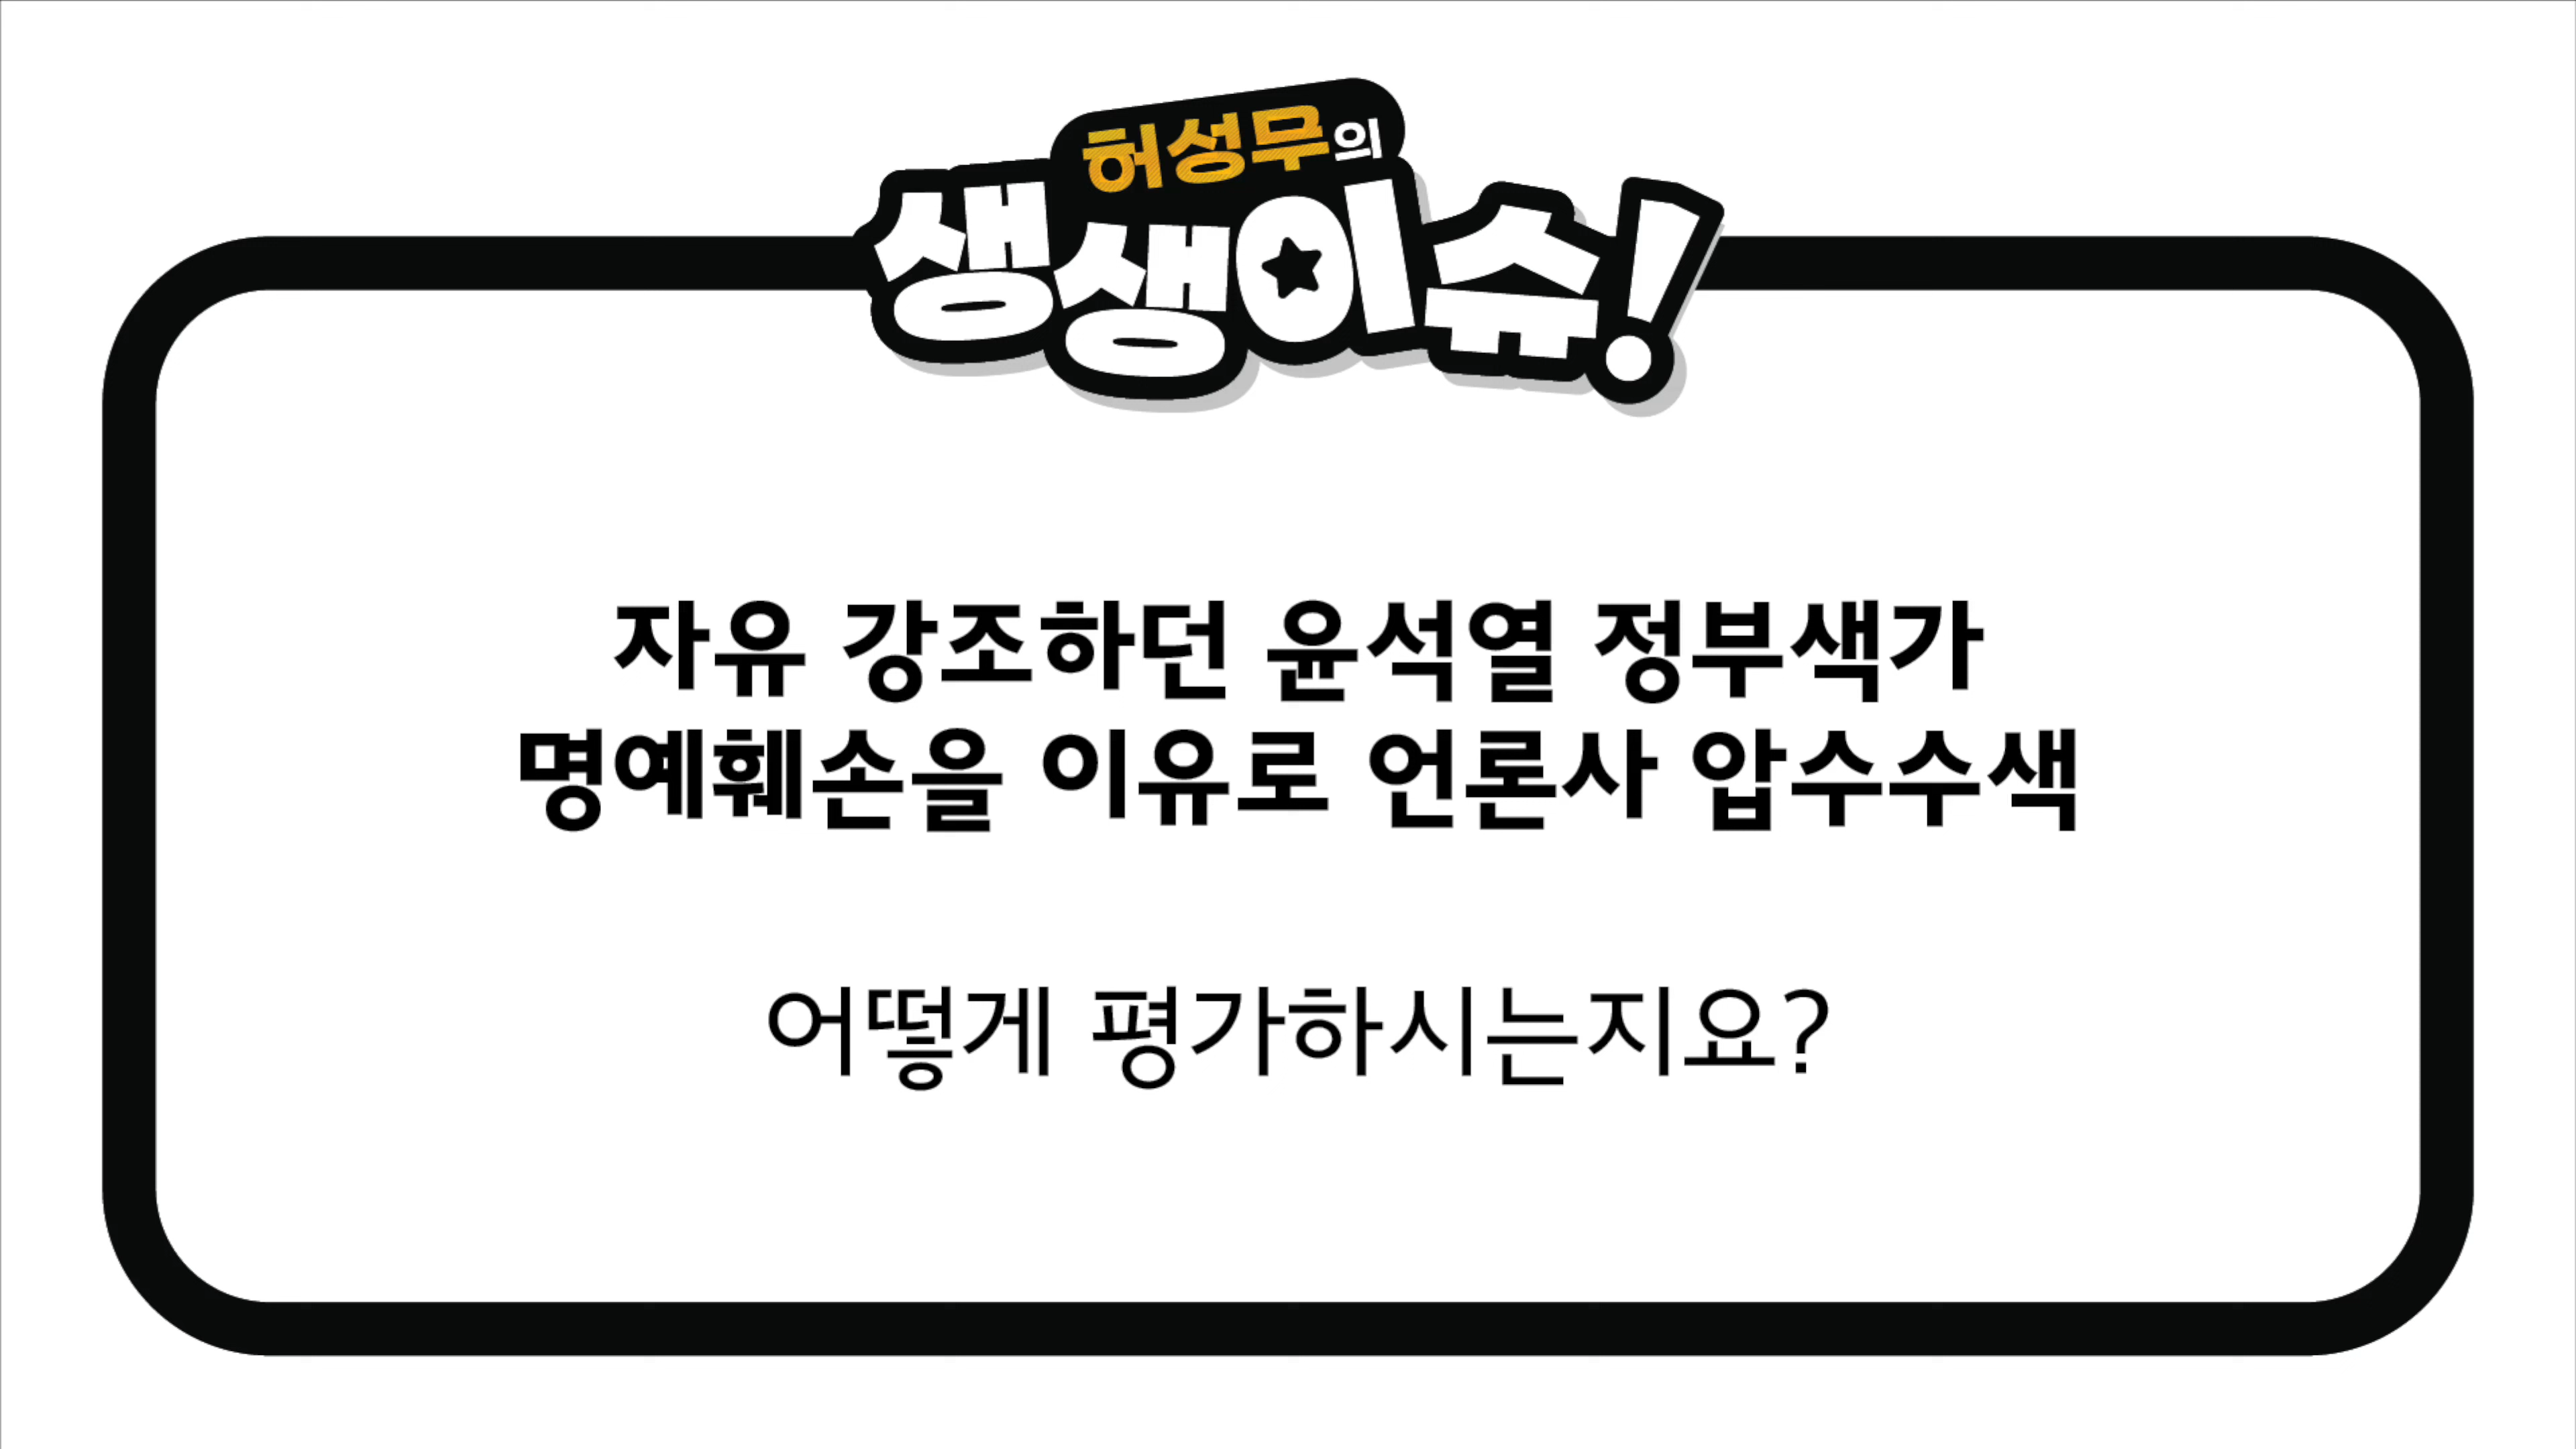 허성무의
생생이슈!
자유 강조하던 윤석열 정부색가
명예훼손을 이유로 언론사 압수수색
어떻게 평가하시는지요?